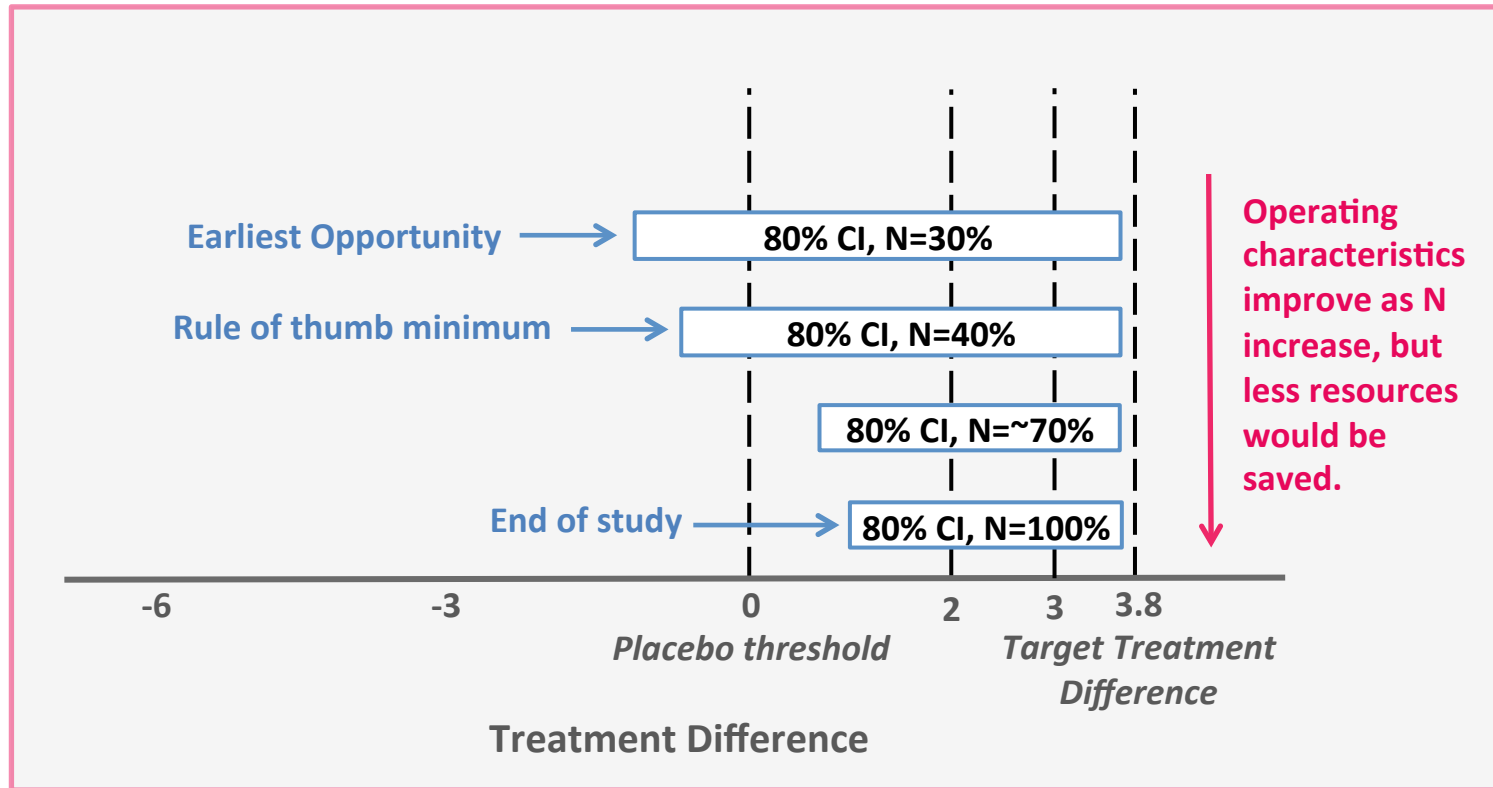 Earliest Opportunity
80% CI, N=30%
Rule of thumb minimum
80% CI, N=40%
80% CI, N=~70%
End of study
80% CI, N=100%
Operating
characteristics
improve as N
increase, but
less resources
would be
saved.
-6
-3
0
2
3
3.8
Placebo threshold
Target Treatment
Difference
Treatment Difference